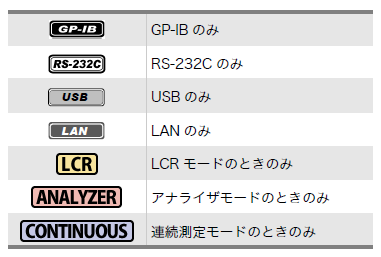 GP-IB GP-IB のみ
RS-232C RS-232C のみ
USB USB のみ
LAN LAN のみ
LCR LCR モードのときのみ
ANALYZER アナライザモードのときのみ
CONTINUOUS 連続測定モードのときのみ